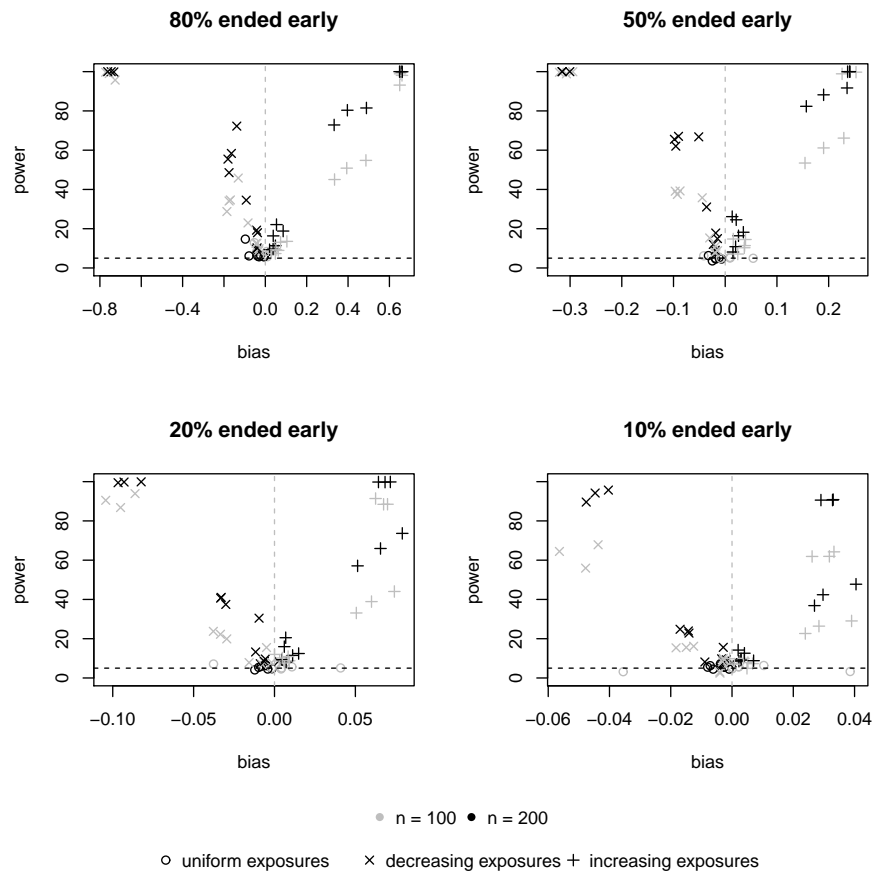 80% ended early
50% ended early
power
80
60
40
20
0
−0.8 −0.4 0.0 0.2 0.4 0.6
bias
power
80
60
40
20
0
−0.3 −0.2 −0.1 0.0 0.1 0.2
bias
20% ended early
10% ended early
power
80
60
40
20
0
−0.10 −0.05 0.00 0.05
bias
power
80
60
40
20
0
−0.06 −0.04 −0.02 0.00 0.02 0.04
bias
n = 100 n = 200
uniform exposures decreasing exposures increasing exposures